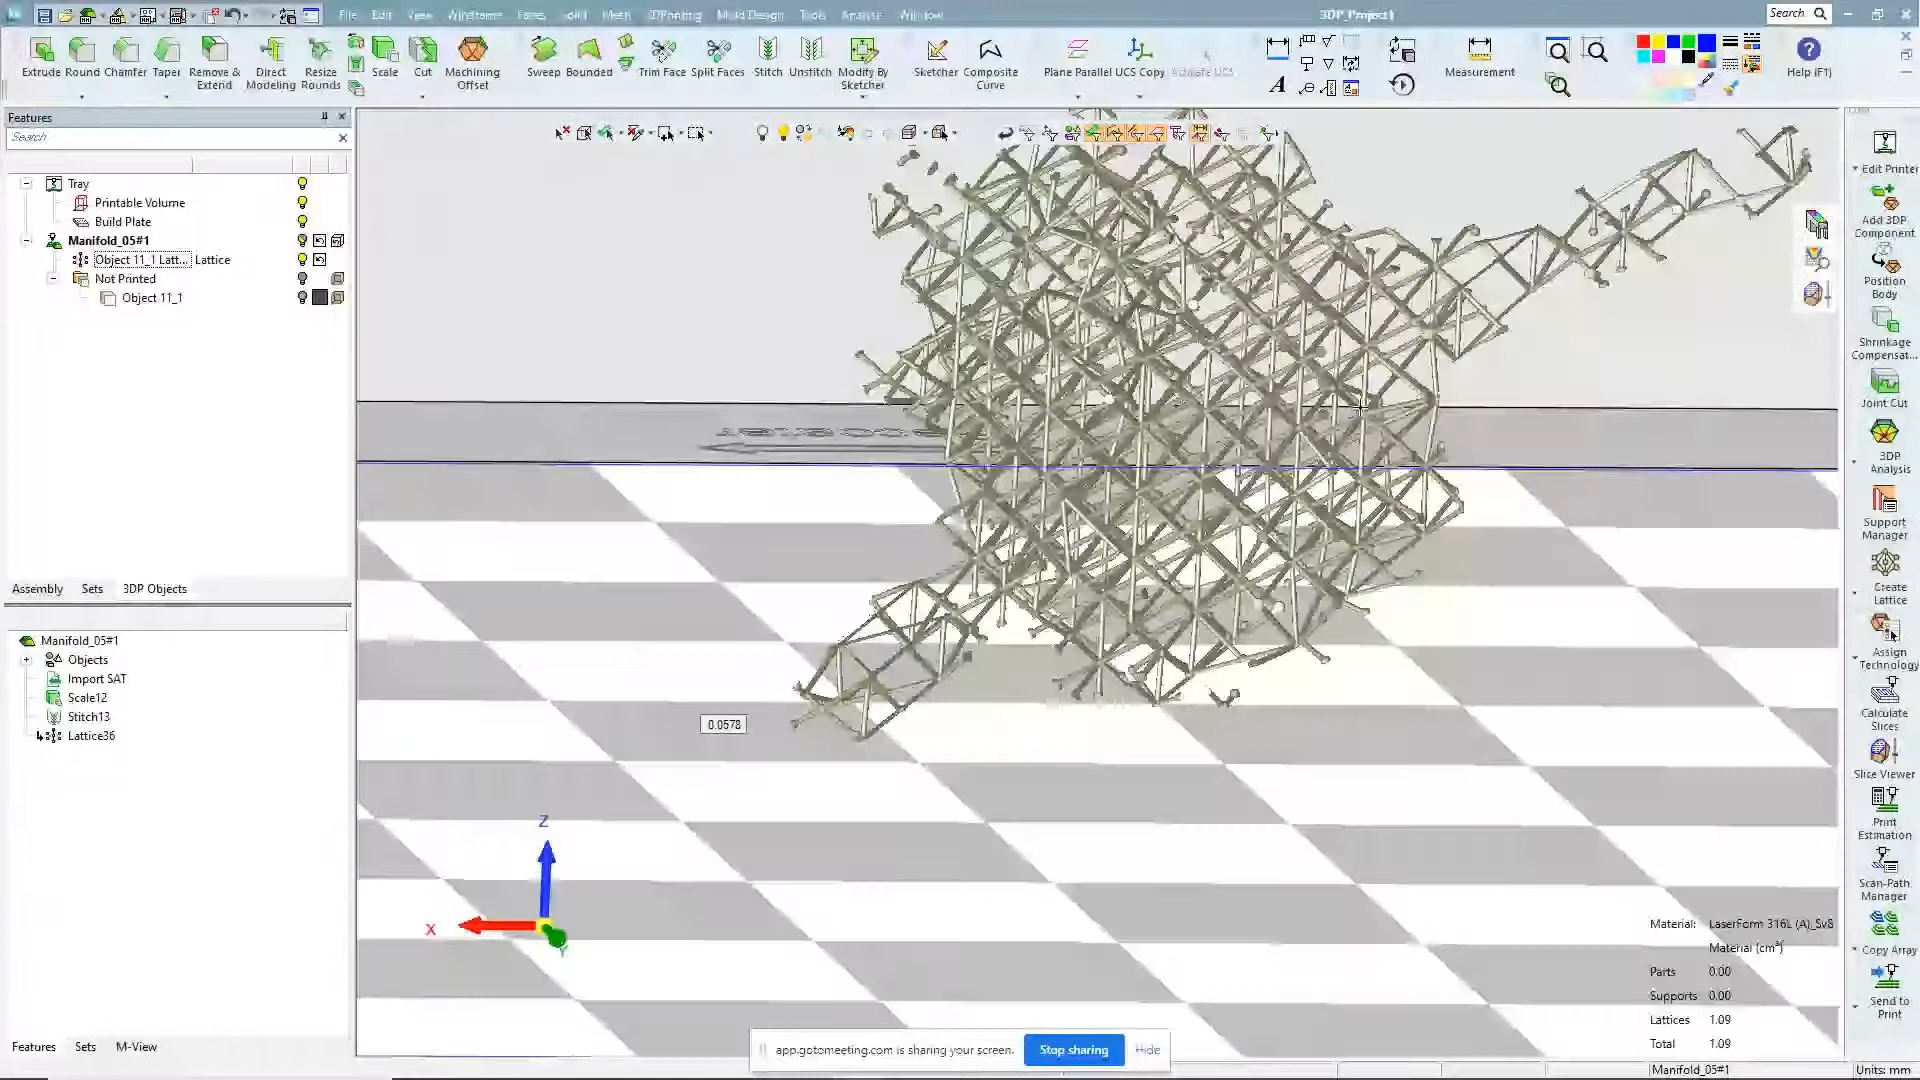 File Edit View Wireframe Faces Solid Mesh 3DPrinting Mold Design Tools Analysis Window
3DP_Project1
Search
Extrude Round Chamfer Taper Remove & Extend Direct Modeling Resize Rounds Scale Cut Machining Offset Sweep Bounded Trim Face Split Faces Stitch Unstitch Modify By Sketcher Sketcher Composite Curve Plane Parallel UCS Copy Activate UCS
A
Measurement
Help (F1)
Features
Search
Tray
Printable Volume
Build Plate
Manifold_05#1
Object 11_1 Latt... Lattice
Not Printed
Object 11_1
Assembly Sets 3DP Objects
Manifold_05#1
Objects
Import SAT
Scale12
Stitch13
Lattice36
Features Sets M-View
0.0578
Z
X
Y
Edit Printer
Add 3DP
Component
Position
Body
Shrinkage
Compensat...
Joint Cut
3DP
Analysis
Support
Manager
Create
Lattice
Assign
Technology
Calculate
Slices
Slice Viewer
Print
Estimation
Scan-Path
Manager
Copy Array
Send to
Print
Material: LaserForm 316L (A)_Sv8
Material (cm³)
Parts 0.00
Supports 0.00
Lattices 1.09
Total 1.09
app.gotomeeting.com is sharing your screen. Stop sharing Hide
Manifold_05#1
Units: mm